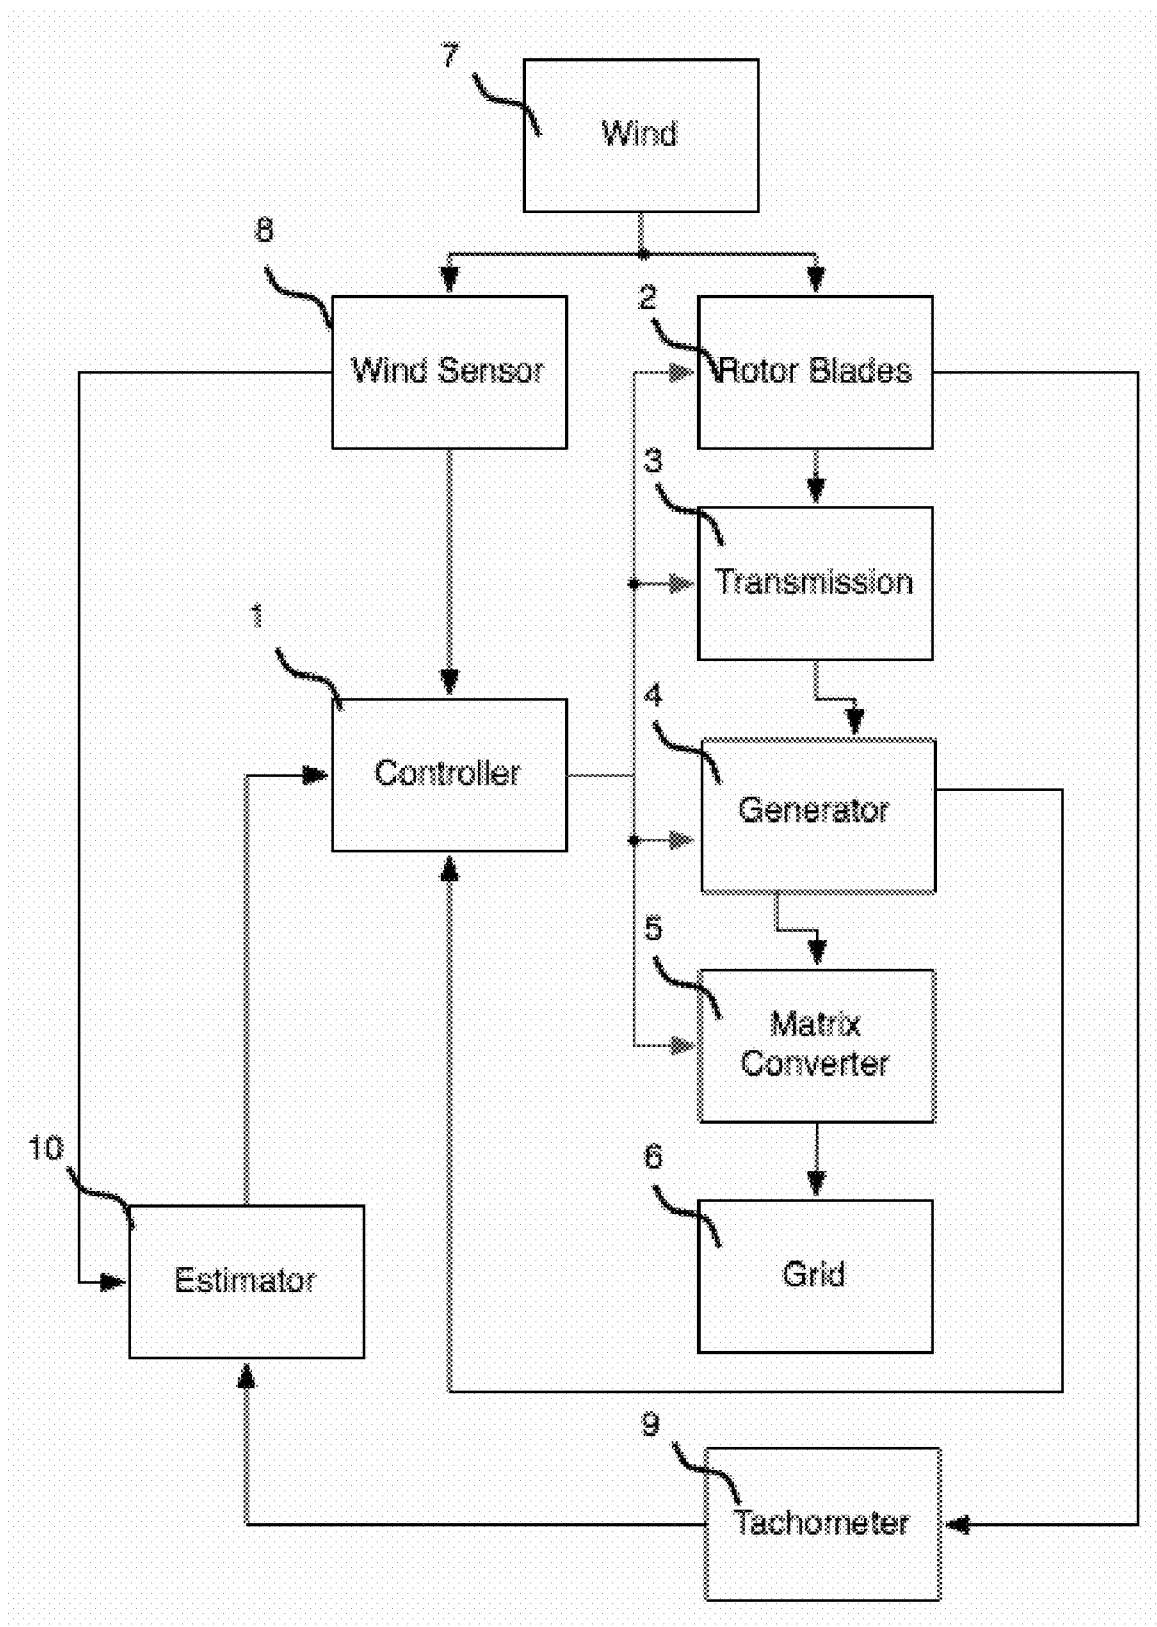 7
Wind
8
Wind Sensor
2
Rotor Blades
3
Transmission
1
Controller
4
Generator
5
Matrix
Converter
10
Estimator
6
Grid
9
Tachometer